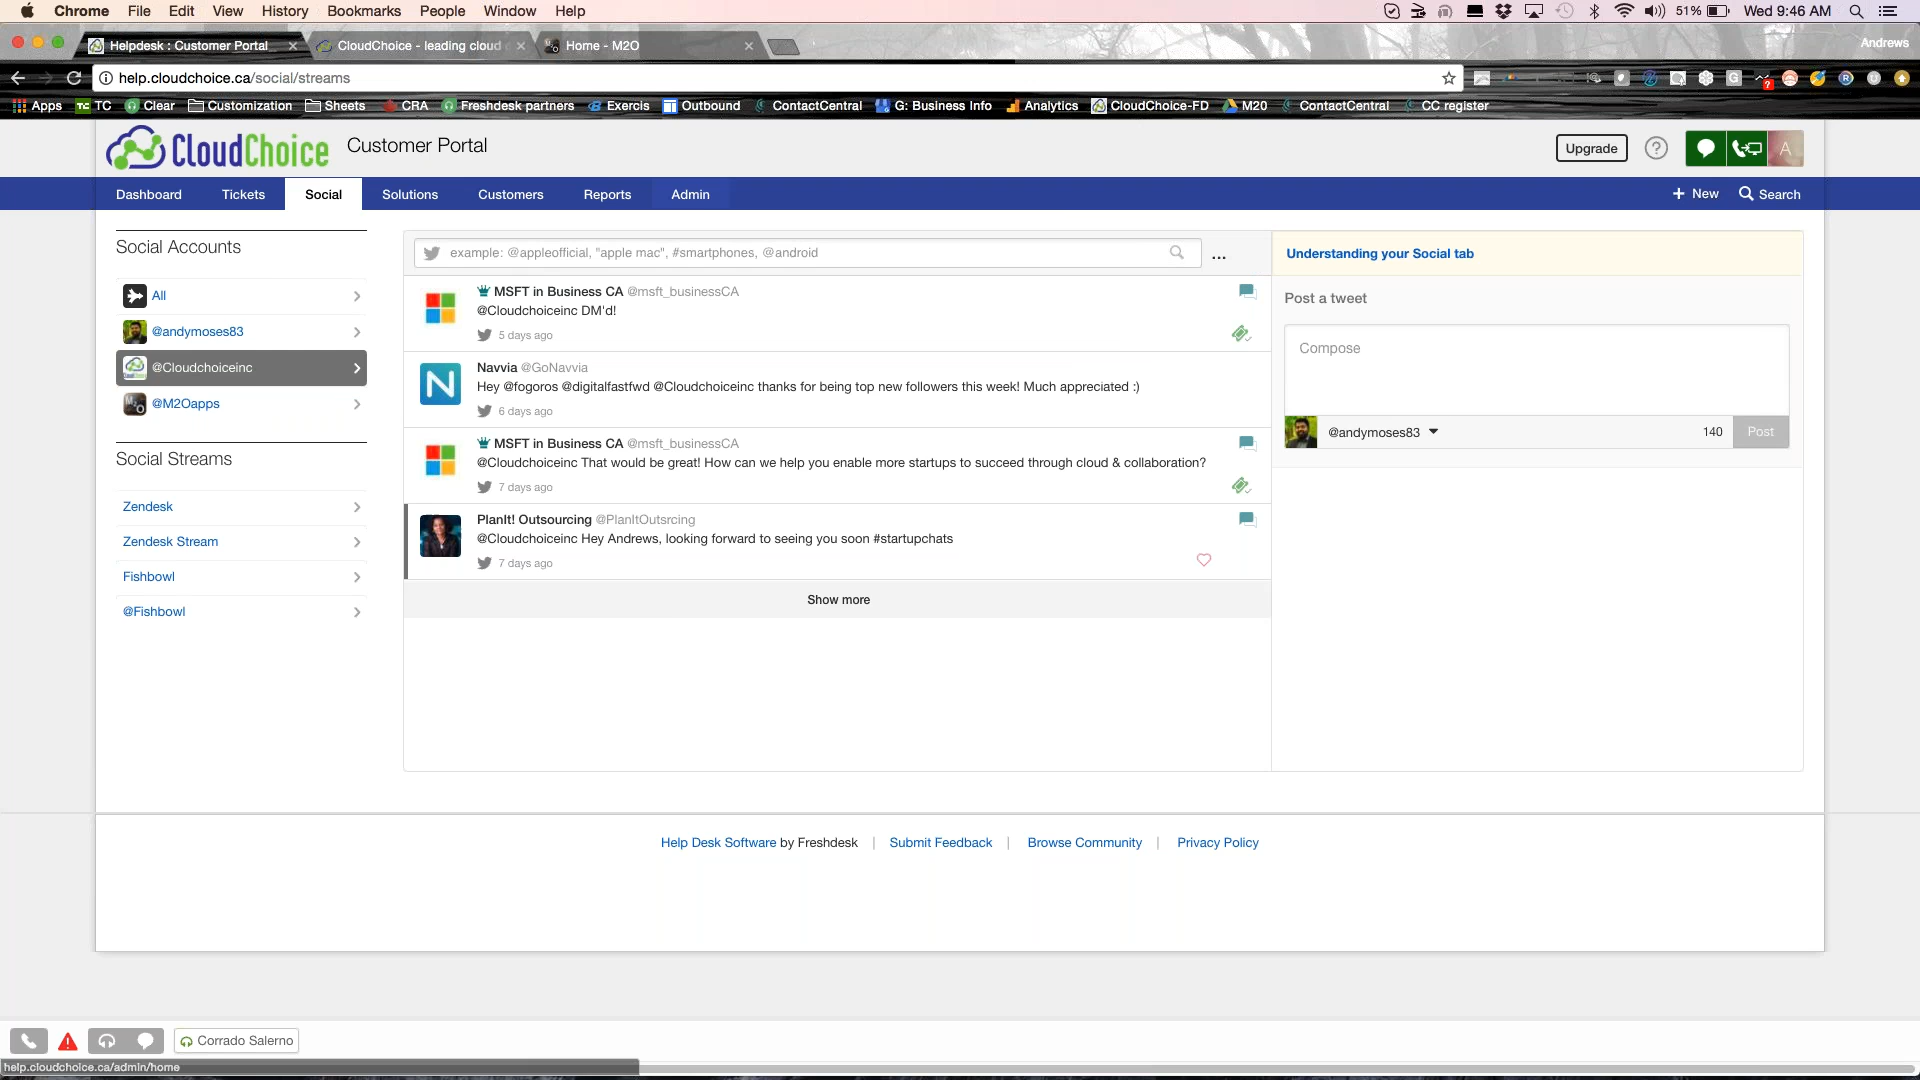 Chrome File Edit View History Bookmarks People Window Help 51% Wed 9:46 AM
Helpdesk : Customer Portal CloudChoice - leading cloud Home - M2O Andrews
help.cloudchoice.ca/social/streams
Apps TC Clear Customization Sheets CRA Freshdesk partners Exercis Outbound ContactCentral G: Business Info Analytics CloudChoice-FD M20 ContactCentral CC register
CloudChoice Customer Portal Upgrade ? A
Dashboard Tickets Social Solutions Customers Reports Admin + New Search
Social Accounts
All
@andymoses83
@Cloudchoiceinc
@M2Oapps
Social Streams
Zendesk
Zendesk Stream
Fishbowl
@Fishbowl
example: @appleofficial, "apple mac", #smartphones, @android ...
MSFT in Business CA @msft_businessCA
@Cloudchoiceinc DM'd!
5 days ago
Navvia @GoNavvia
Hey @fogoros @digitalfastfwd @Cloudchoiceinc thanks for being top new followers this week! Much appreciated :)
6 days ago
MSFT in Business CA @msft_businessCA
@Cloudchoiceinc That would be great! How can we help you enable more startups to succeed through cloud & collaboration?
7 days ago
PlanIt! Outsourcing @PlanItOutsrcing
@Cloudchoiceinc Hey Andrews, looking forward to seeing you soon #startupchats
7 days ago
Show more
Understanding your Social tab
Post a tweet
Compose
@andymoses83 140 Post
Help Desk Software by Freshdesk | Submit Feedback | Browse Community | Privacy Policy
Corrado Salerno
help.cloudchoice.ca/admin/home